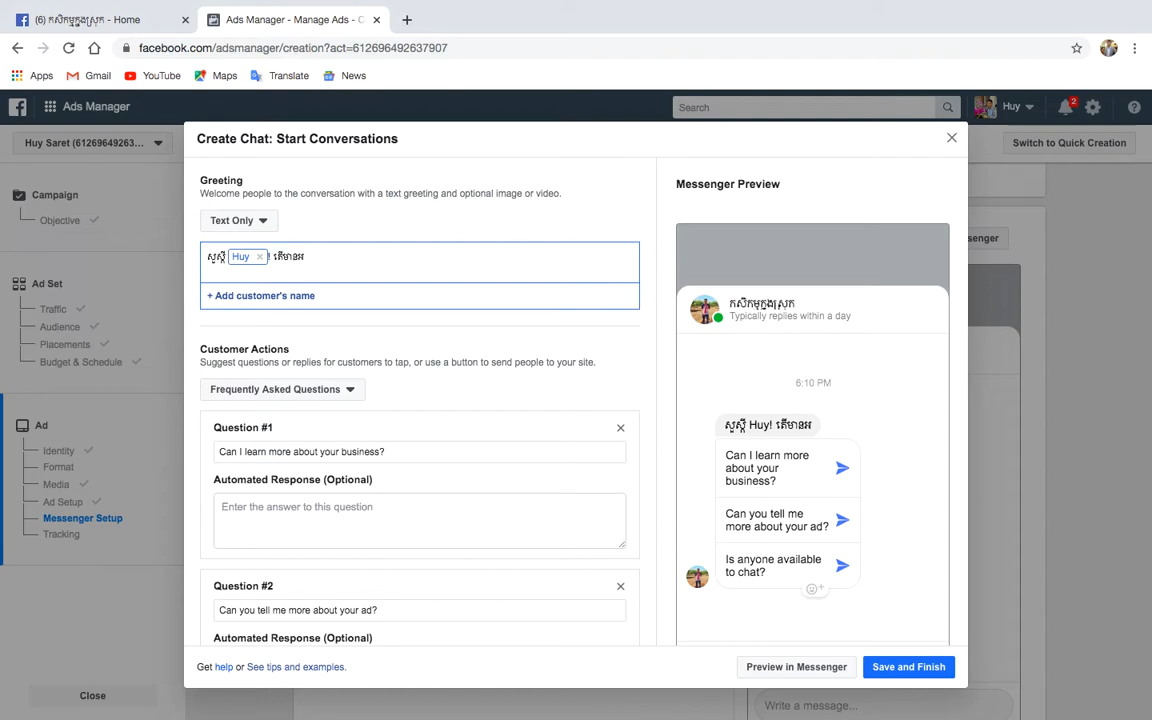 (6) កសិកម្មក្នុងស្រុក - Home
Ads Manager - Manage Ads - C
facebook.com/adsmanager/creation?act=612696492637907
Apps
Gmail
YouTube
Maps
Translate
News
Ads Manager
Search
Huy
2
Huy Saret (61269649263...
Create Chat: Start Conversations
Switch to Quick Creation
Campaign
Objective
Ad Set
Traffic
Audience
Placements
Budget & Schedule
Ad
Identity
Format
Media
Ad Setup
Messenger Setup
Tracking
Close
Greeting
Welcome people to the conversation with a text greeting and optional image or video.
Text Only
សួស្តី Huy ! តើមានអ
+ Add customer's name
Customer Actions
Suggest questions or replies for customers to tap, or use a button to send people to your site.
Frequently Asked Questions
Question #1
Can I learn more about your business?
Automated Response (Optional)
Enter the answer to this question
Question #2
Can you tell me more about your ad?
Automated Response (Optional)
Get help or See tips and examples.
Messenger Preview
កសិកម្មក្នុងស្រុក
Typically replies within a day
6:10 PM
សួស្តី Huy! តើមានអ
Can I learn more
about your
business?
Can you tell me
more about your ad?
Is anyone available
to chat?
Preview in Messenger
Save and Finish
senger
Write a message...